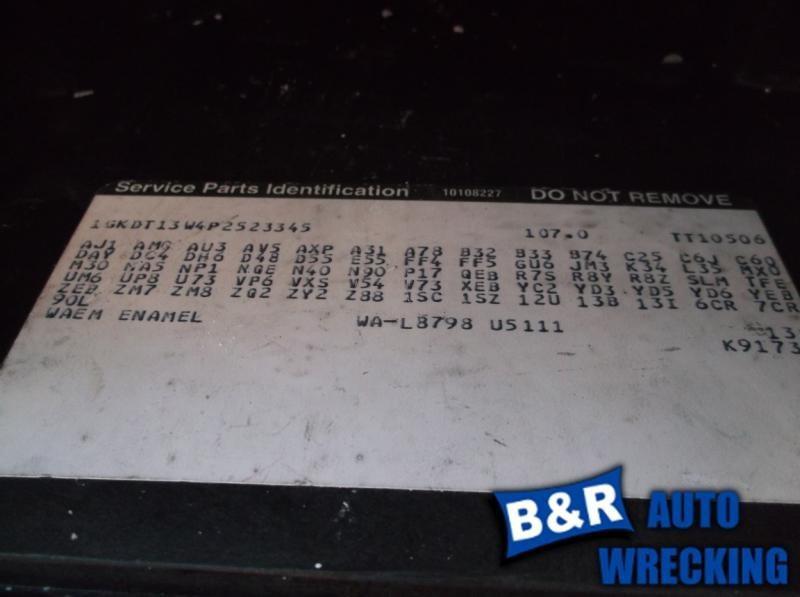 Service Parts Identification 10108227 DO NOT REMOVE
1GKDT13W4P2523345 107.0 TT10506
AJ1 AM6 AU3 AV5 AXP A31 A78 B32 B33 B74 C25 C6J C60
DAY DC4 DH6 D48 D55 E55 FF4 FF5 GU6 JM3 K34 L35 MX0
M30 NA5 NP1 NQE N40 N90 P17 QEB R7S R8Y R8Z SLM TFE
UM6 UP8 U73 VP6 VXS V54 V73 XEB YC2 YD3 YD5 YD6 YEB
ZEB ZM7 ZM8 ZQ2 ZY2 Z88 1SC 1SZ 12U 13B 13I 6CR 7CR
90L
WAEM ENAMEL WA-L8798 U5111 13
K9173
B&R AUTO
WRECKING